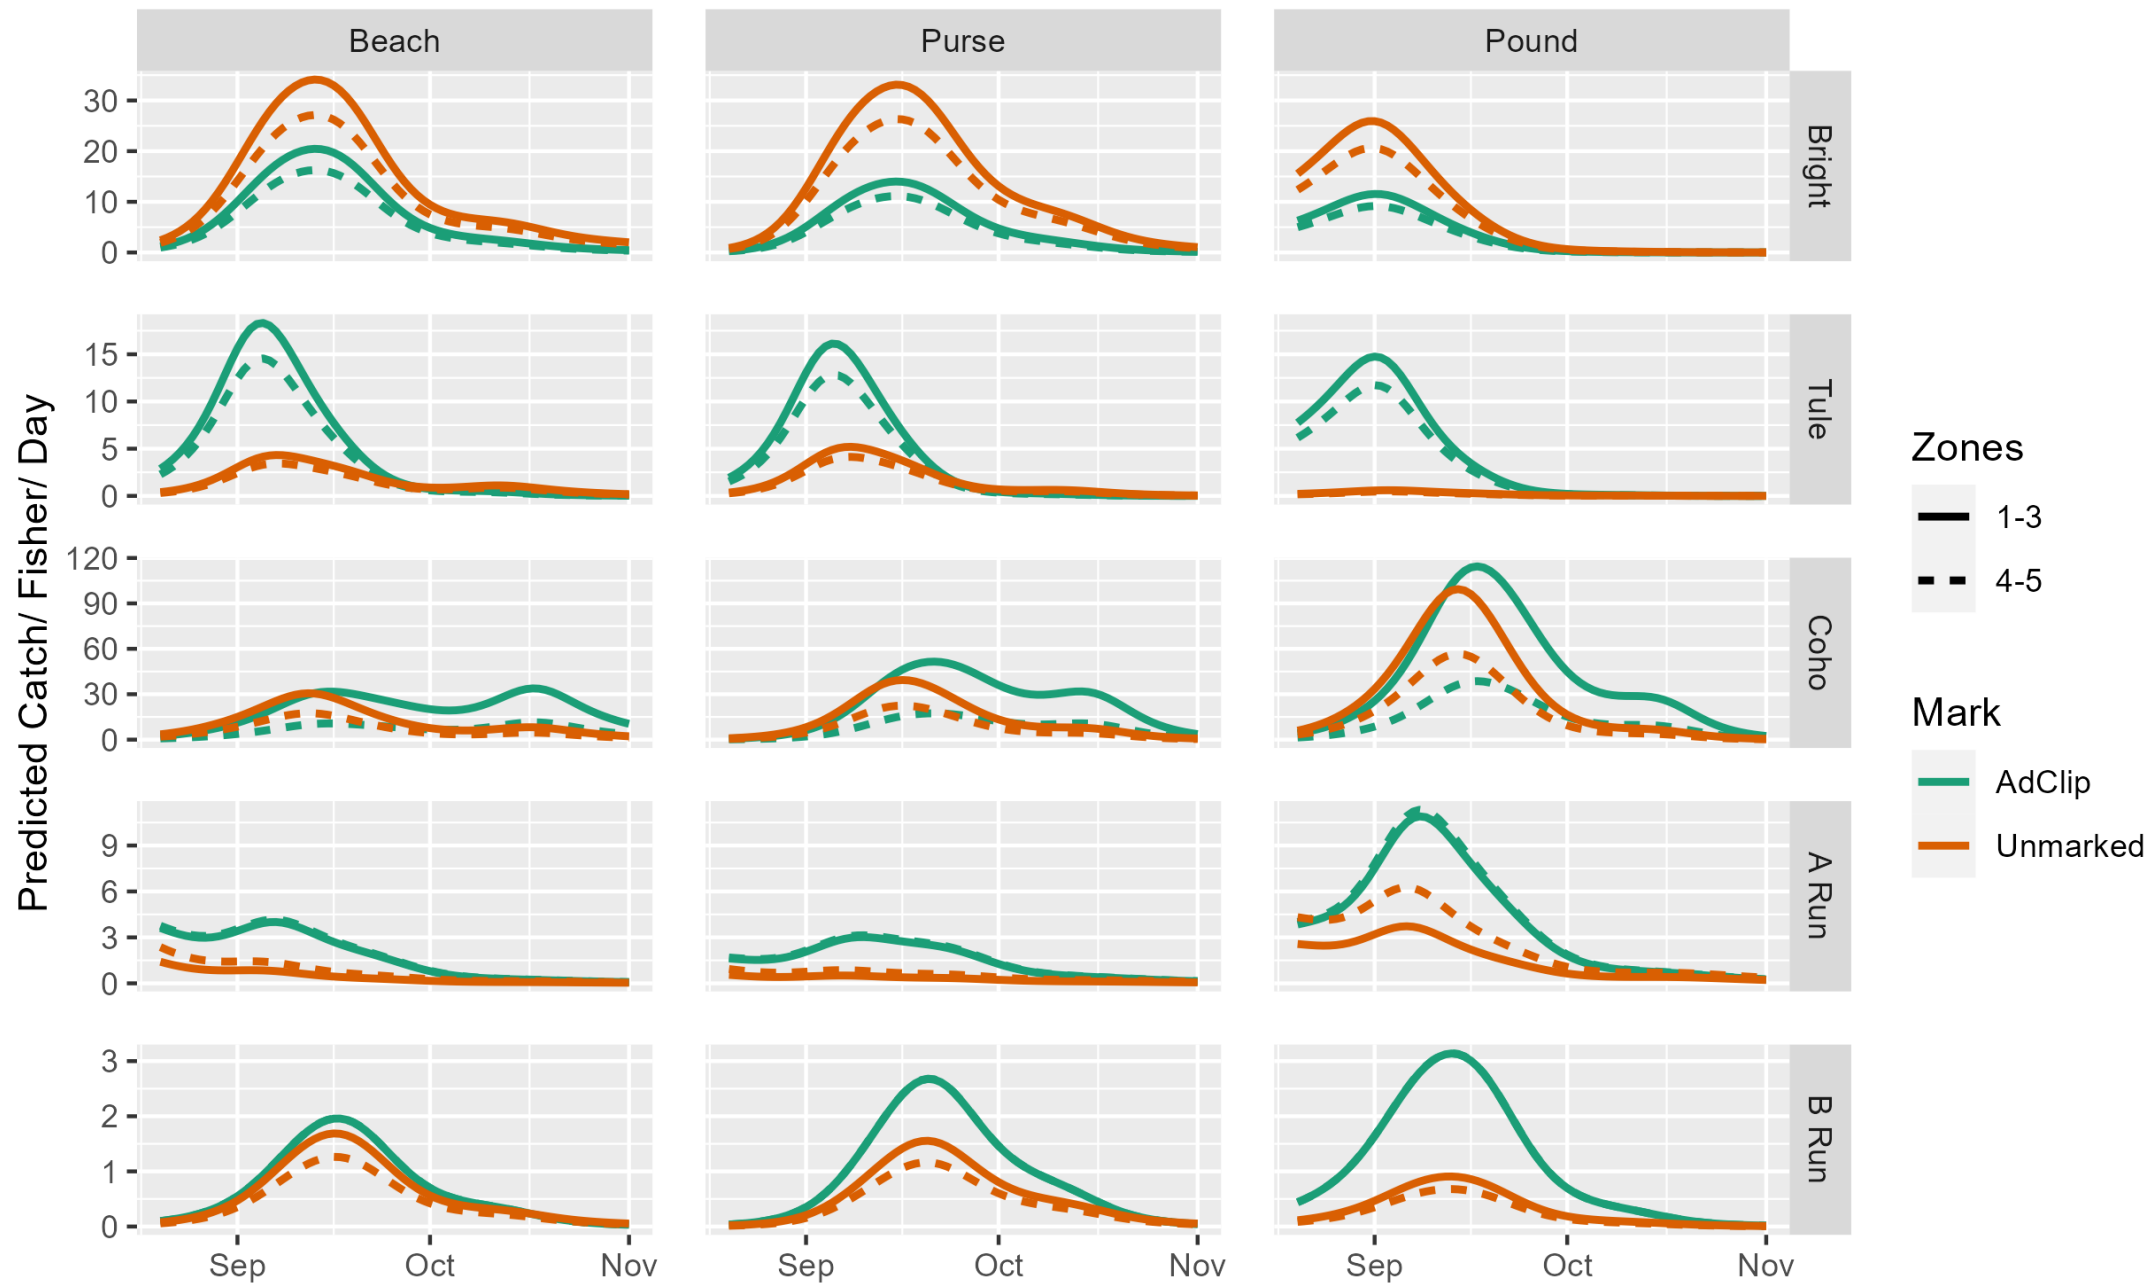 Beach Purse Pound
Predicted Catch/ Fisher/ Day
30
20
10
0
Bright
15
10
5
0
Tule
120
90
60
30
0
Coho
9
6
3
0
A Run
3
2
1
0
B Run
Sep Oct Nov Sep Oct Nov Sep Oct Nov
Zones
1-3
4-5
Mark
AdClip
Unmarked